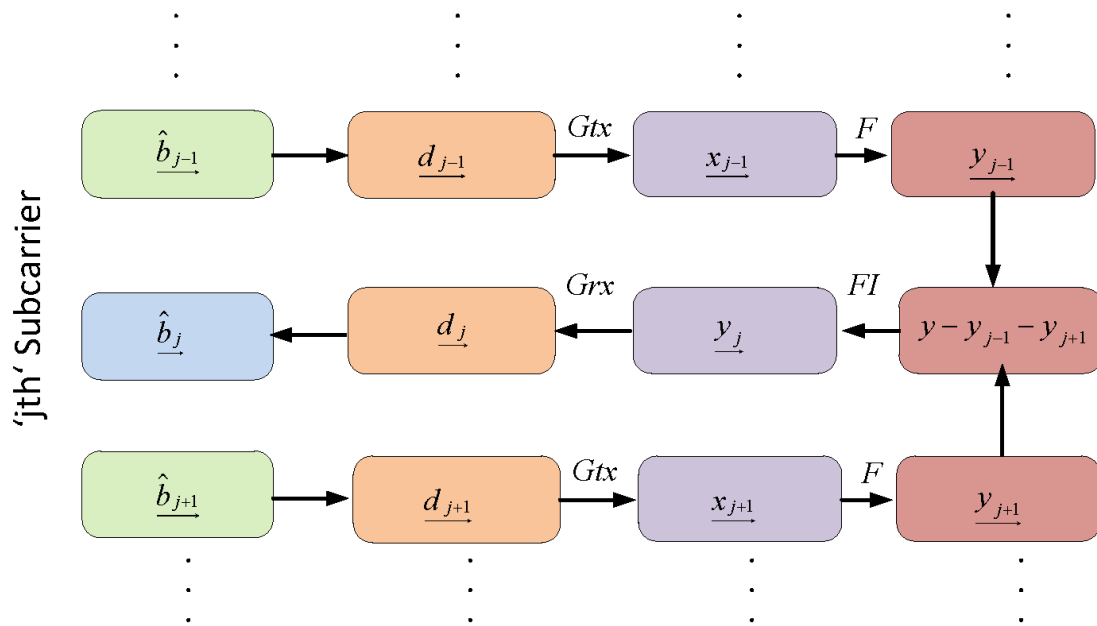 ‘jth‘ Subcarrier
b̂_{j−1} d_{j−1} Gtx x_{j−1} F y_{j−1}
b̂_j d_j Grx y_j FI y − y_{j−1} − y_{j+1}
b̂_{j+1} d_{j+1} Gtx x_{j+1} F y_{j+1}